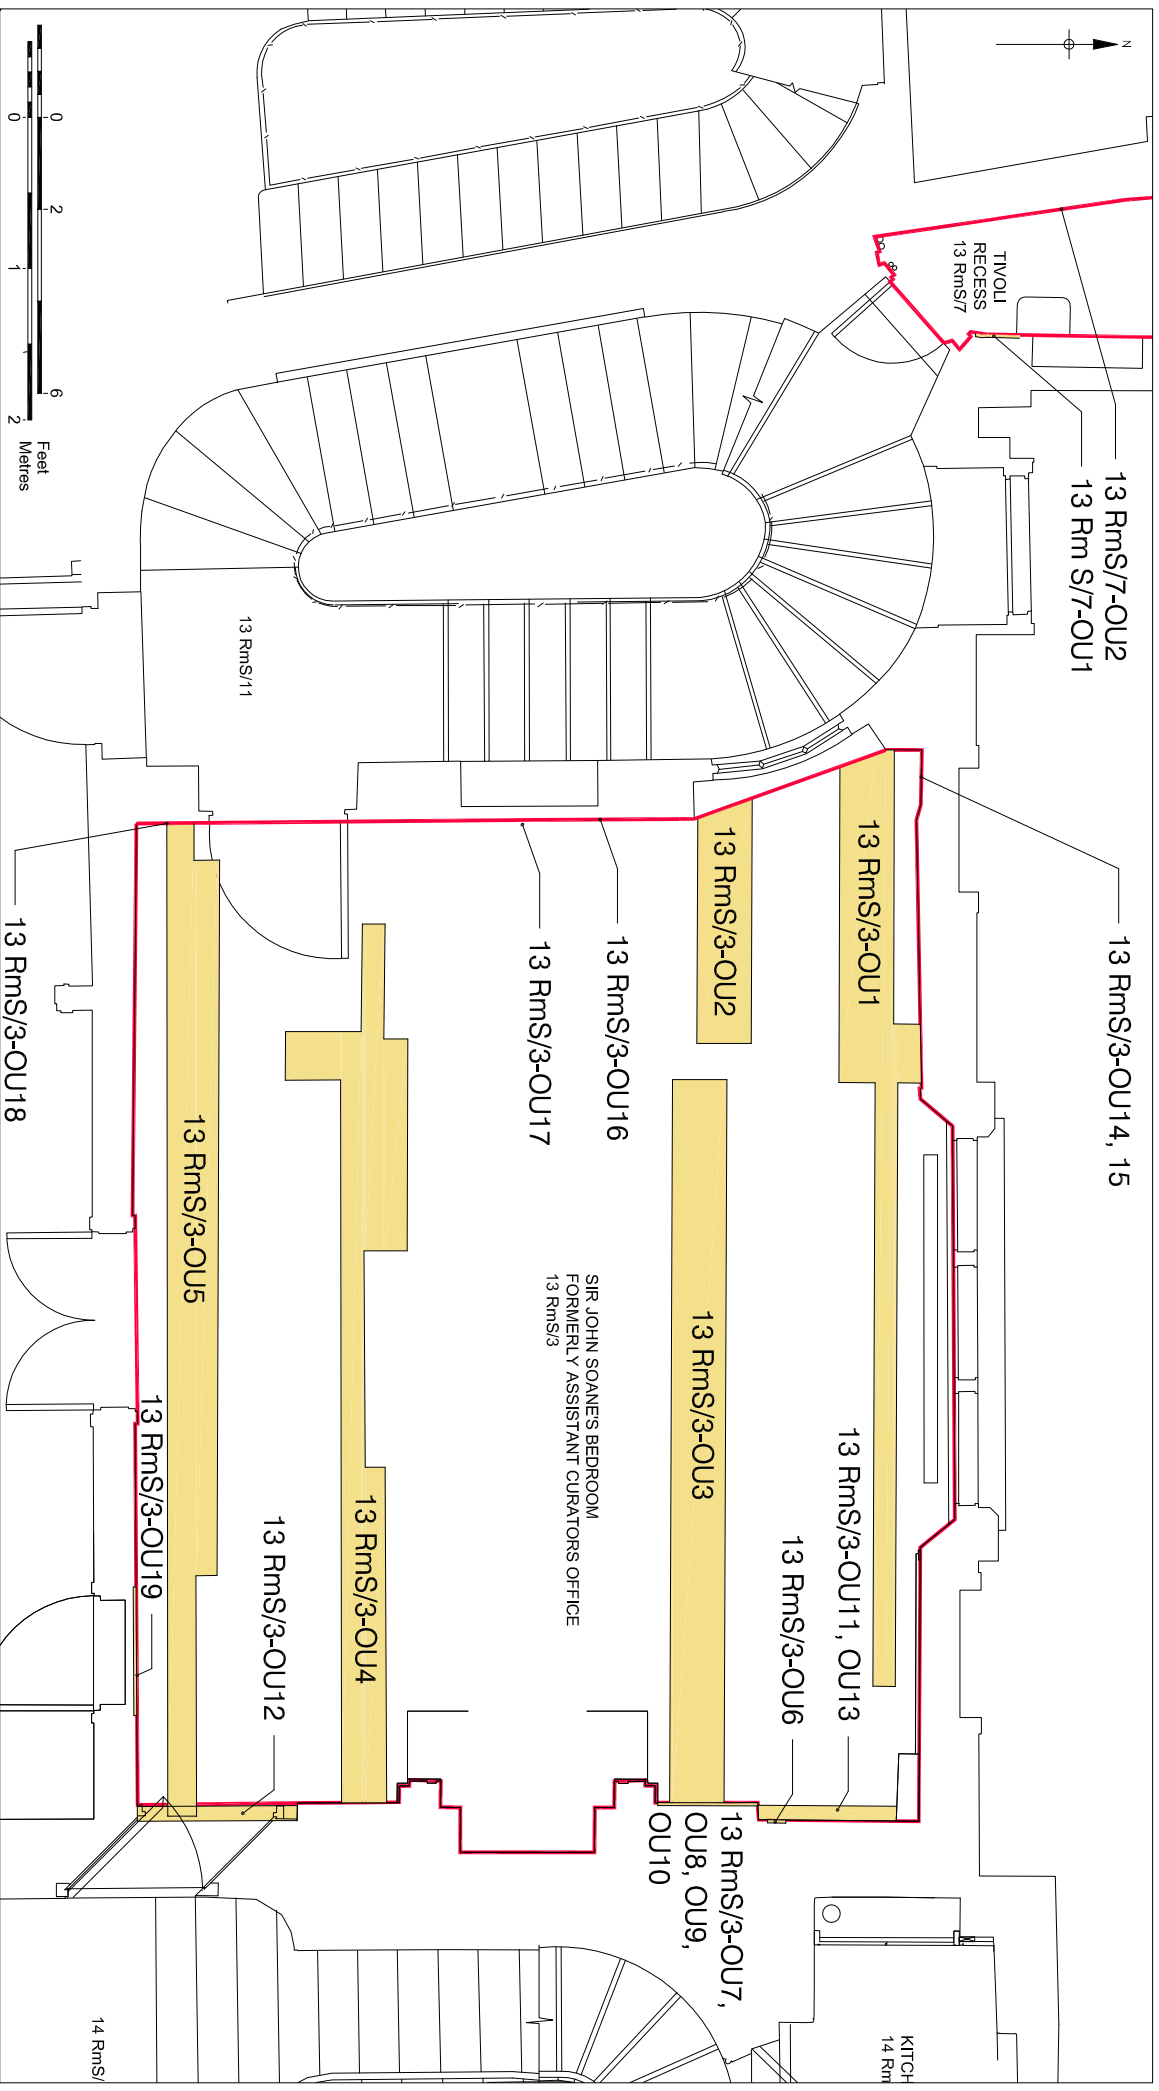 N
TIVOLI
RECESS
13 RmS/7
13 RmS/7-OU2
13 Rm S/7-OU1
13 RmS/3-OU14, 15
13 RmS/3-OU1
13 RmS/3-OU2
13 RmS/3-OU16
13 RmS/3-OU17
13 RmS/11
13 RmS/3-OU3
SIR JOHN SOANE'S BEDROOM
FORMERLY ASSISTANT CURATORS OFFICE
13 RmS/3
13 RmS/3-OU11, OU13
13 RmS/3-OU6
13 RmS/3-OU7,
OU8, OU9,
OU10
13 RmS/3-OU4
13 RmS/3-OU5
13 RmS/3-OU12
13 RmS/3-OU19
13 RmS/3-OU18
KITCH
14 Rm
14 RmS/
0 2 6 Feet
0 1 2 Metres